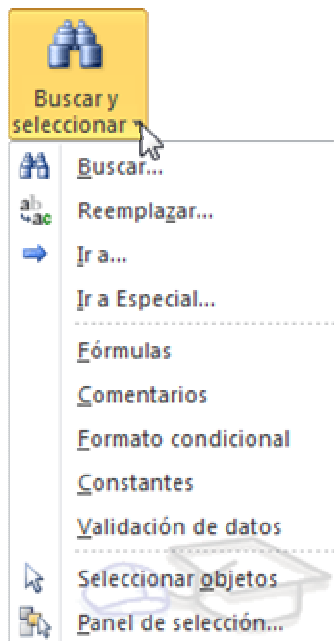 Buscar y
seleccionar
Buscar...
Reemplazar...
Ir a...
Ir a Especial...
Fórmulas
Comentarios
Formato condicional
Constantes
Validación de datos
Seleccionar objetos
Panel de selección...